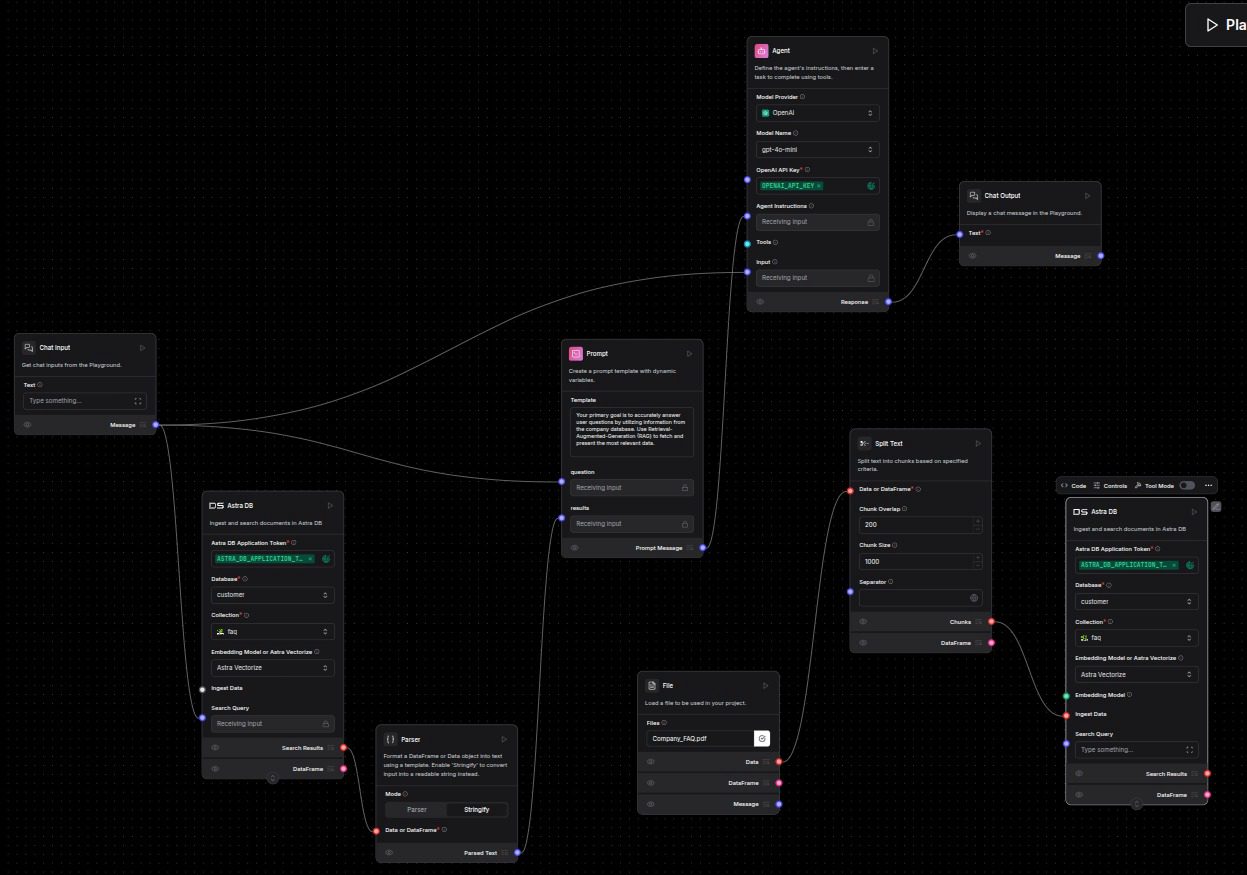 Pla
Agent
Define the agent's instructions, then enter a
task to complete using tools.
Model Provider
OpenAI
Model Name
gpt-4o-mini
OpenAI API Key*
OPENAI_API_KEY ×
Agent Instructions
Receiving input
Tools
Input
Receiving input
Response
Chat Output
Display a chat message in the Playground.
Text*
Message
Chat Input
Get chat inputs from the Playground.
Text
Type something...
Message
Prompt
Create a prompt template with dynamic
variables.
Template
Your primary goal is to accurately answer
user questions by utilizing information from
the company database. Use Retrieval-
Augmented-Generation (RAG) to fetch and
present the most relevant data.
question
Receiving input
results
Receiving input
Prompt Message
Astra DB
Ingest and search documents in Astra DB
Astra DB Application Token*
ASTRA_DB_APPLICATION_T… ×
Database*
customer
Collection*
faq
Embedding Model or Astra Vectorize
Astra Vectorize
Ingest Data
Search Query
Receiving input
Search Results
DataFrame
Parser
Format a DataFrame or Data object into text
using a template. Enable 'Stringify' to convert
input into a readable string instead.
Mode
Parser Stringify
Data or DataFrame*
Parsed Text
File
Load a file to be used in your project.
Files
Company_FAQ.pdf
Data
DataFrame
Message
Split Text
Split text into chunks based on specified
criteria.
Data or DataFrame*
Chunk Overlap
200
Chunk Size
1000
Separator
Chunks
DataFrame
Code Controls Tool Mode
Astra DB
Ingest and search documents in Astra DB
Astra DB Application Token*
ASTRA_DB_APPLICATION_T… ×
Database*
customer
Collection*
faq
Embedding Model or Astra Vectorize
Astra Vectorize
Embedding Model
Ingest Data
Search Query
Type something...
Search Results
DataFrame